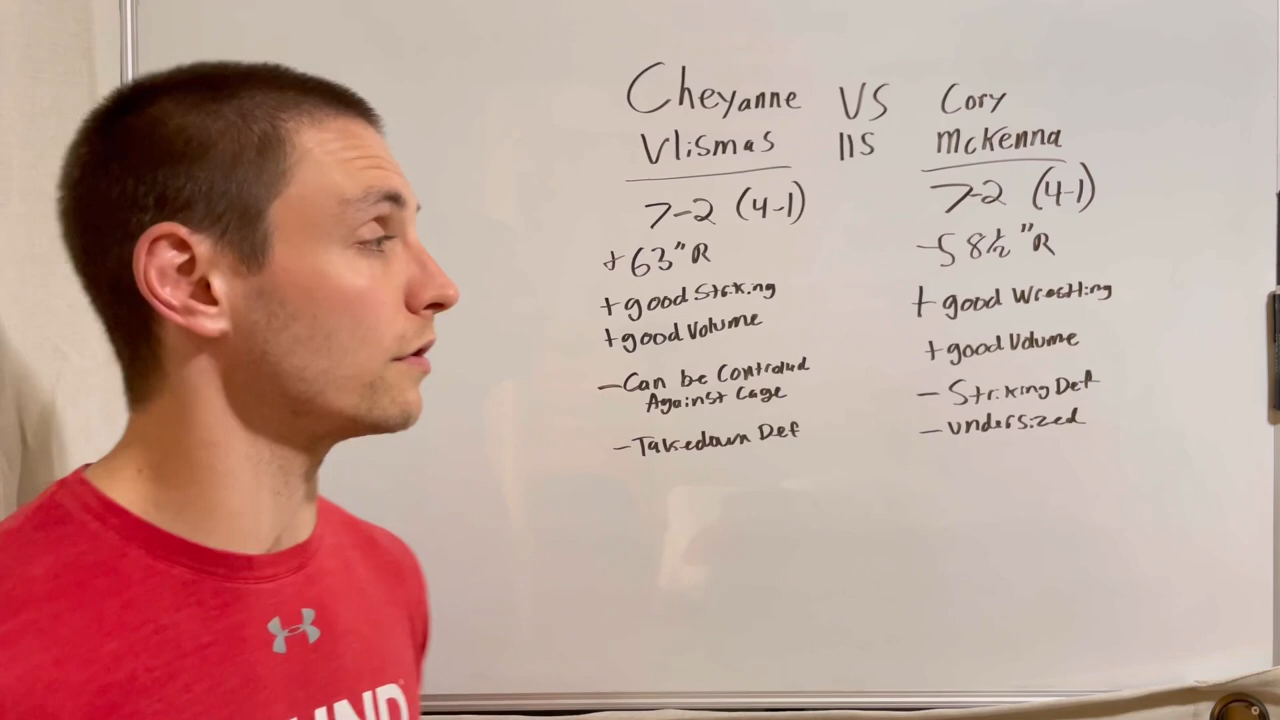 Cheyanne VS Cory
Vlismas 115 McKenna
7-2 (4-1)
+63"R
+good Striking
+good Volume
-Can be Controlled
Against Cage
-Takedown Def
7-2 (4-1)
-58½"R
+good Wrestling
+good Volume
-Striking Def
-undersized